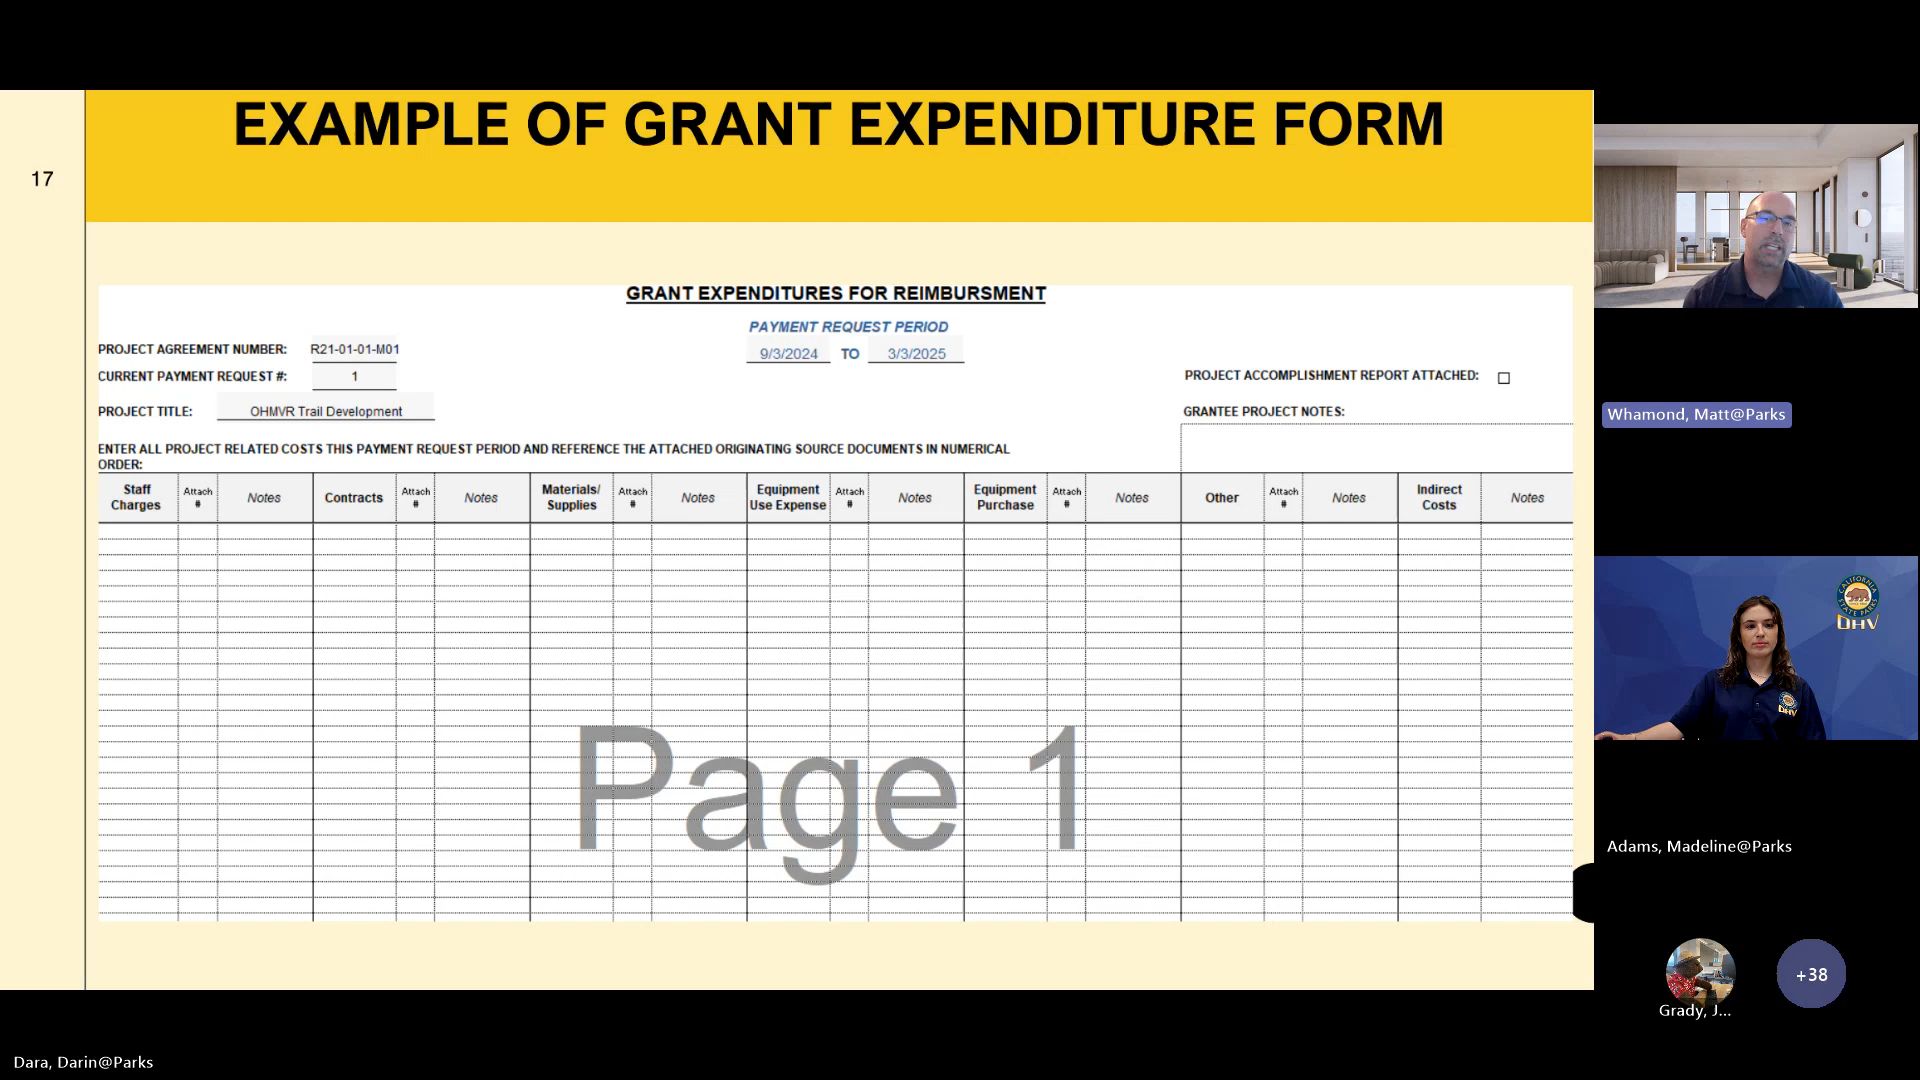 EXAMPLE OF GRANT EXPENDITURE FORM
17
GRANT EXPENDITURES FOR REIMBURSMENT
PAYMENT REQUEST PERIOD
9/3/2024 TO 3/3/2025
PROJECT AGREEMENT NUMBER: R21-01-01-M01
CURRENT PAYMENT REQUEST #: 1
PROJECT ACCOMPLISHMENT REPORT ATTACHED:
PROJECT TITLE: OHMVR Trail Development
GRANTEE PROJECT NOTES:
ENTER ALL PROJECT RELATED COSTS THIS PAYMENT REQUEST PERIOD AND REFERENCE THE ATTACHED ORIGINATING SOURCE DOCUMENTS IN NUMERICAL
ORDER:
Staff Charges Attach # Notes Contracts Attach # Notes Materials/ Supplies Attach # Notes Equipment Use Expense Attach # Notes Equipment Purchase Attach # Notes Other Attach # Notes Indirect Costs Notes
Page 1
Whamond, Matt@Parks
CALIFORNIA STATE PARKS
OHV
OHV
Adams, Madeline@Parks
+38
Grady, J...
Dara, Darin@Parks